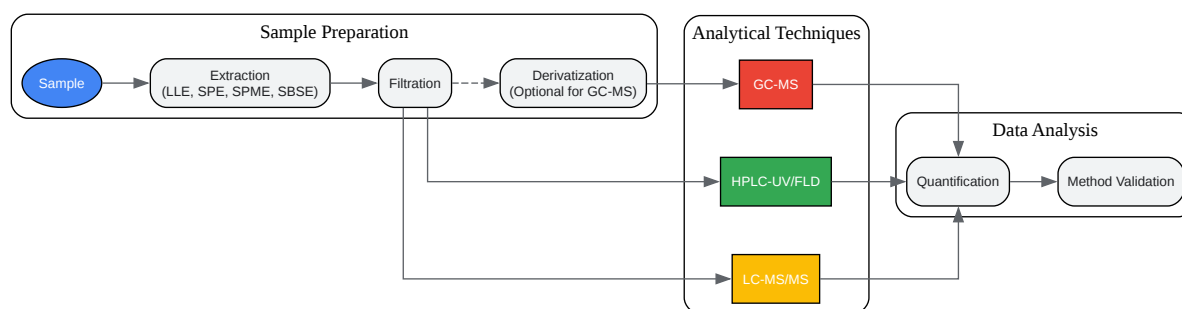 Sample Preparation
Sample
Extraction
(LLE, SPE, SPME, SBSE)
Filtration
Derivatization
(Optional for GC-MS)
Analytical Techniques
GC-MS
HPLC-UV/FLD
LC-MS/MS
Data Analysis
Quantification
Method Validation